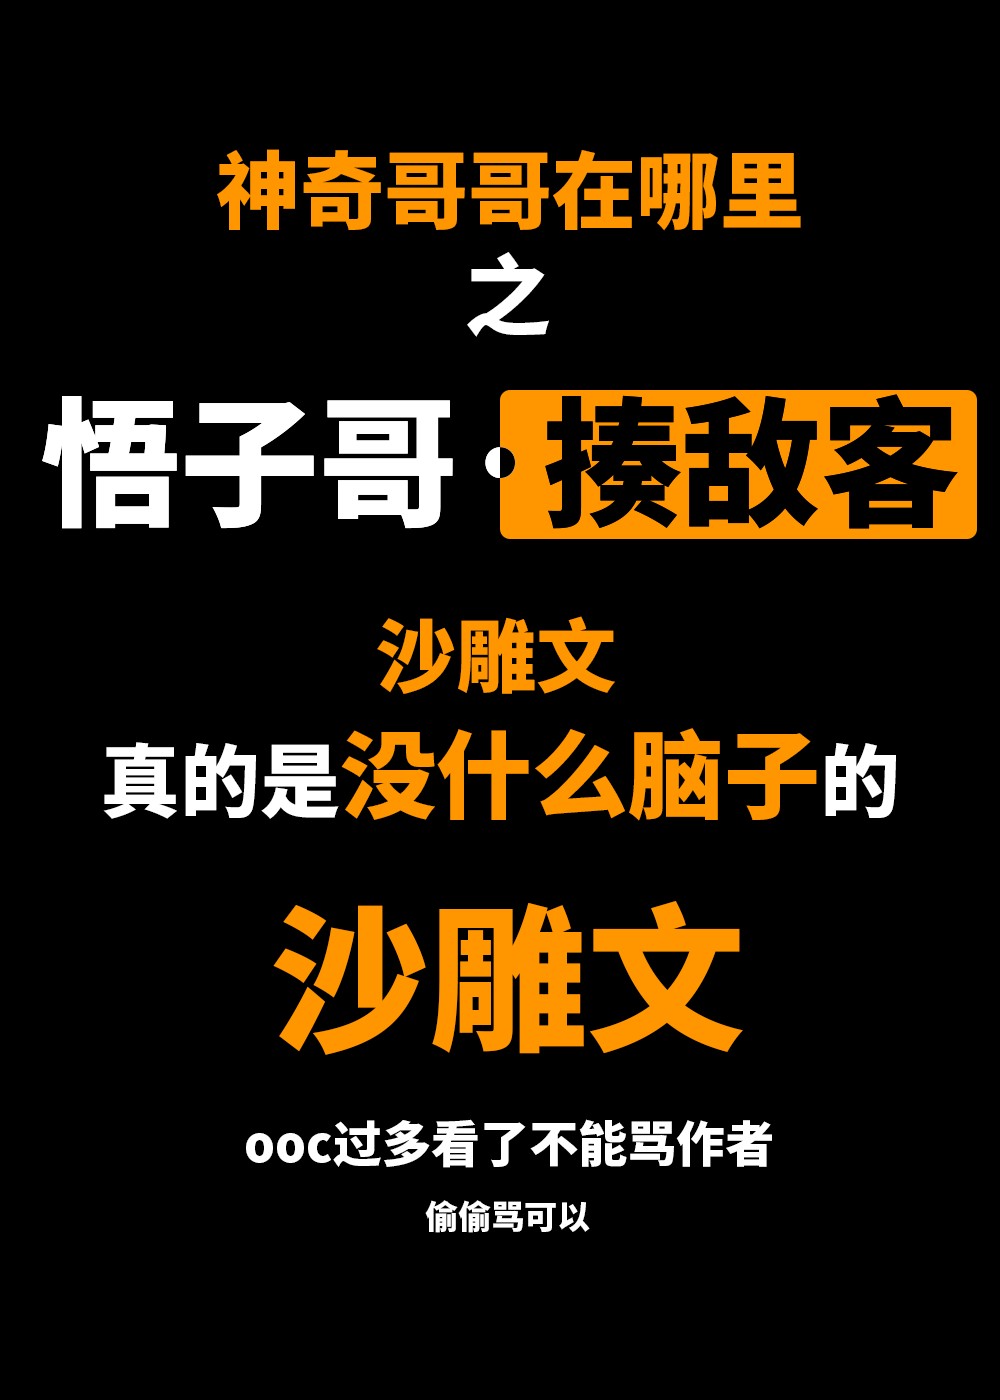 神奇哥哥在哪里
之
悟子哥·揍敌客
沙雕文
真的是没什么脑子的
沙雕文
ooc过多看了不能骂作者
偷偷骂可以